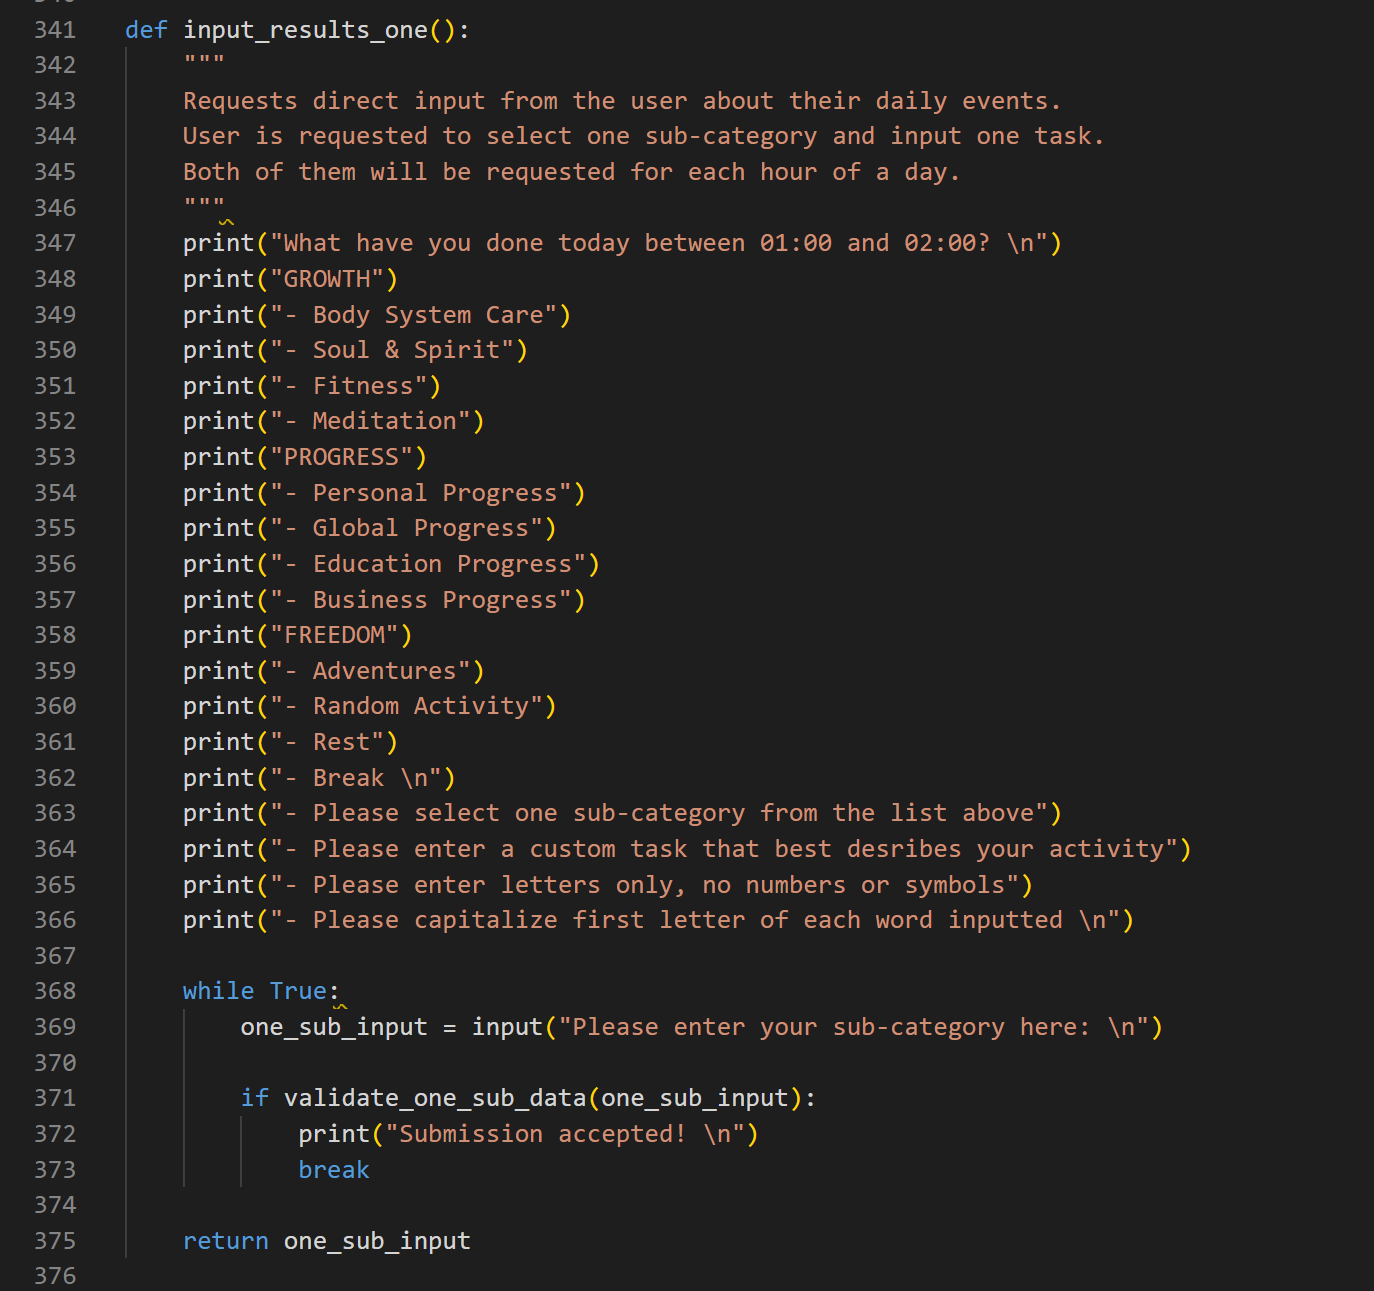 341 def input_results_one():
342     """
343     Requests direct input from the user about their daily events.
344     User is requested to select one sub-category and input one task.
345     Both of them will be requested for each hour of a day.
346     """
347     print("What have you done today between 01:00 and 02:00? \n")
348     print("GROWTH")
349     print("- Body System Care")
350     print("- Soul & Spirit")
351     print("- Fitness")
352     print("- Meditation")
353     print("PROGRESS")
354     print("- Personal Progress")
355     print("- Global Progress")
356     print("- Education Progress")
357     print("- Business Progress")
358     print("FREEDOM")
359     print("- Adventures")
360     print("- Random Activity")
361     print("- Rest")
362     print("- Break \n")
363     print("- Please select one sub-category from the list above")
364     print("- Please enter a custom task that best desribes your activity")
365     print("- Please enter letters only, no numbers or symbols")
366     print("- Please capitalize first letter of each word inputted \n")
367
368     while True:
369         one_sub_input = input("Please enter your sub-category here: \n")
370
371         if validate_one_sub_data(one_sub_input):
372             print("Submission accepted! \n")
373             break
374
375     return one_sub_input
376